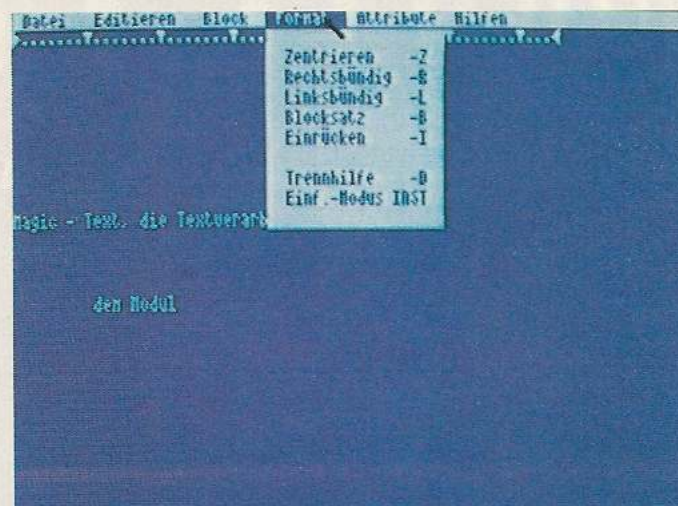 Datei Editieren Block Format Attribute Hilfen
Zentrieren -Z
Rechtsbündig -R
Linksbündig -L
Blocksatz -B
Einrücken -I
Trennhilfe -D
Einf.-Modus INST
Magic - Text, die Textverarb
dem Modul